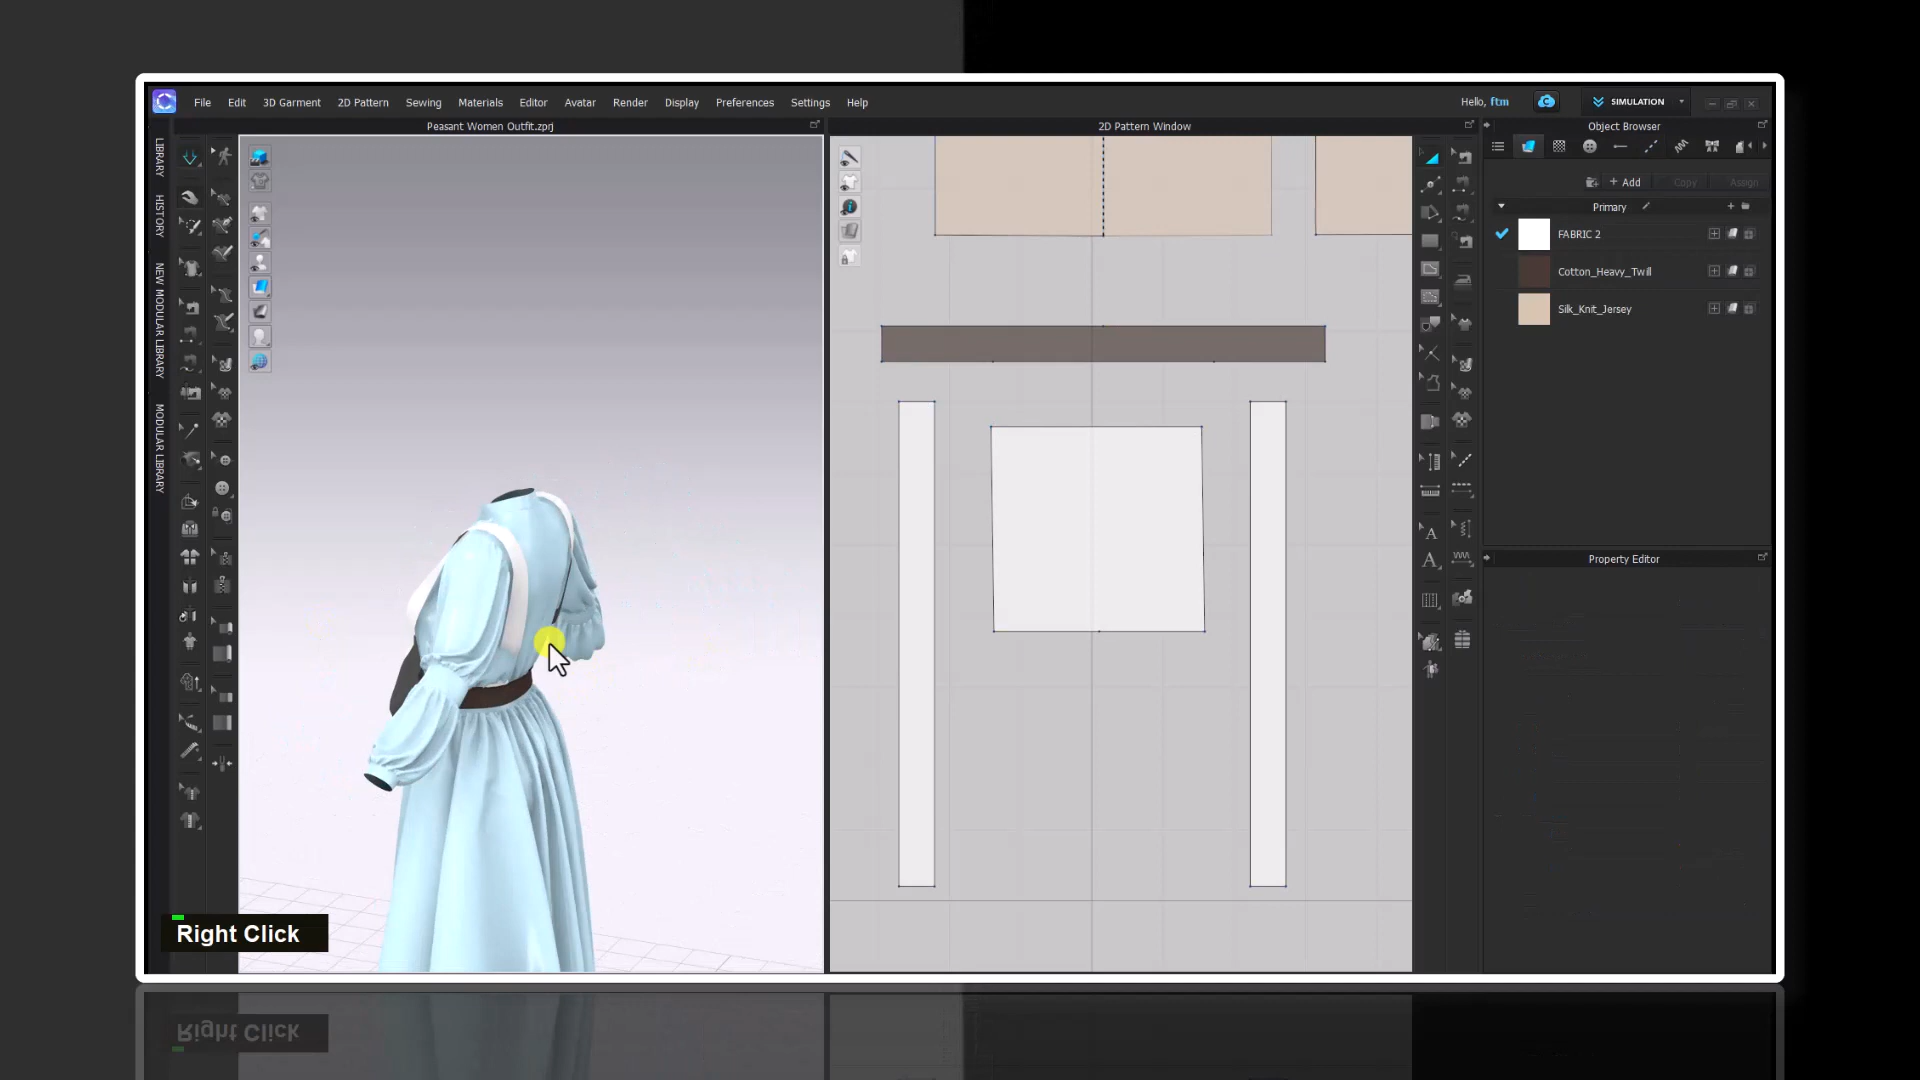 File Edit 3D Garment 2D Pattern Sewing Materials Editor Avatar Render Display Preferences Settings Help
Hello, ftm
SIMULATION
Peasant Women Outfit.zprj
2D Pattern Window
Object Browser
LIBRARY
HISTORY
NEW MODULAR LIBRARY
MODULAR LIBRARY
+ Add
Copy
Assign
Primary
FABRIC 2
Cotton_Heavy_Twill
Silk_Knit_Jersey
Property Editor
Right Click
Right Click